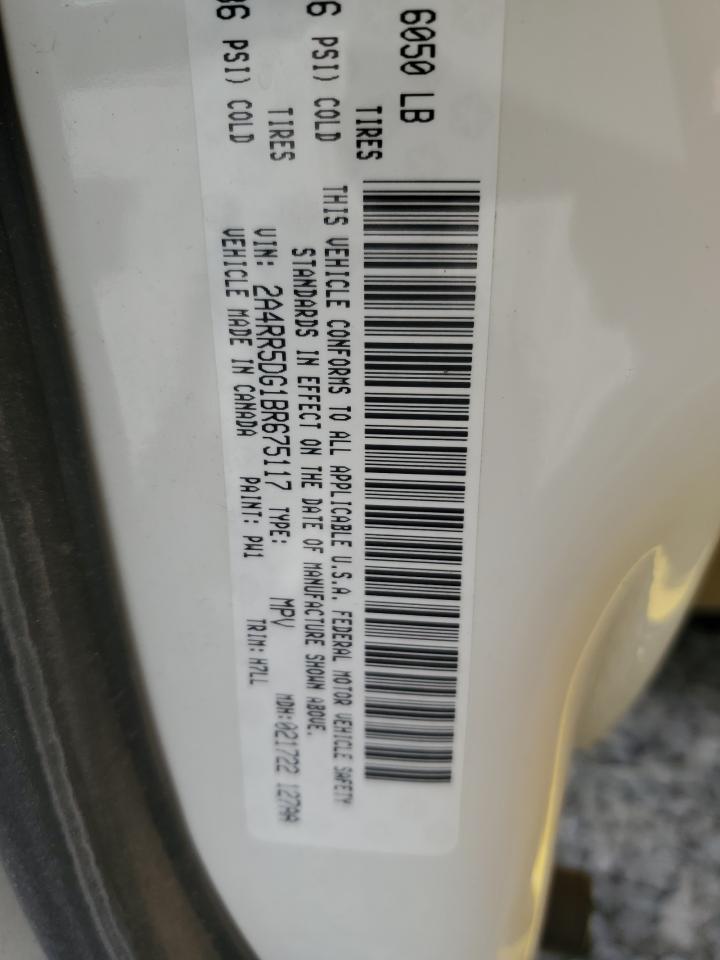 6050 LB
TIRES
6 PSI) COLD
TIRES
36 PSI) COLD
THIS VEHICLE CONFORMS TO ALL APPLICABLE U.S.A. FEDERAL MOTOR VEHICLE SAFETY
STANDARDS IN EFFECT ON THE DATE OF MANUFACTURE SHOWN ABOVE.
VIN: 2A4RR5DG1BR675117 TYPE: MPV MDH:021722 127AA
VEHICLE MADE IN CANADA PAINT: PW1 TRIM: H7LL